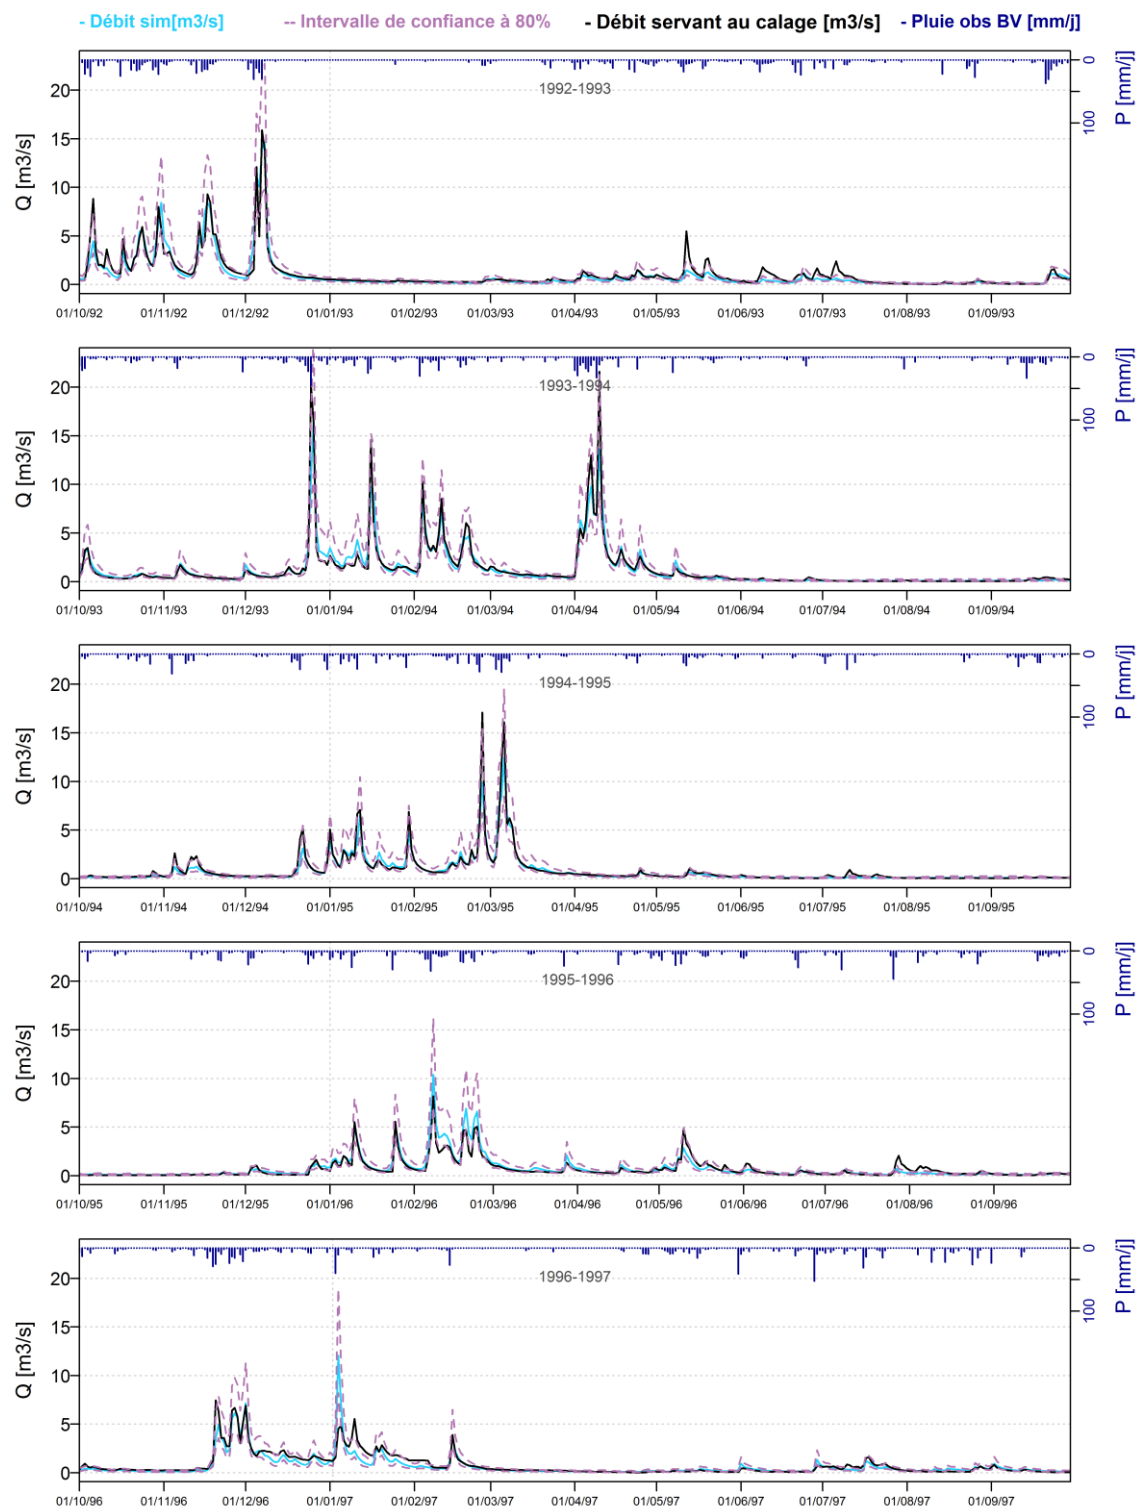 - Débit sim[m3/s] -- Intervalle de confiance à 80% - Débit servant au calage [m3/s] - Pluie obs BV [mm/j]
Q [m3/s]
20
15
10
5
0
1992-1993
0
100
P [mm/j]
01/10/92 01/11/92 01/12/92 01/01/93 01/02/93 01/03/93 01/04/93 01/05/93 01/06/93 01/07/93 01/08/93 01/09/93
Q [m3/s]
20
15
10
5
0
1993-1994
0
100
P [mm/j]
01/10/93 01/11/93 01/12/93 01/01/94 01/02/94 01/03/94 01/04/94 01/05/94 01/06/94 01/07/94 01/08/94 01/09/94
Q [m3/s]
20
15
10
5
0
1994-1995
0
100
P [mm/j]
01/10/94 01/11/94 01/12/94 01/01/95 01/02/95 01/03/95 01/04/95 01/05/95 01/06/95 01/07/95 01/08/95 01/09/95
Q [m3/s]
20
15
10
5
0
1995-1996
0
100
P [mm/j]
01/10/95 01/11/95 01/12/95 01/01/96 01/02/96 01/03/96 01/04/96 01/05/96 01/06/96 01/07/96 01/08/96 01/09/96
Q [m3/s]
20
15
10
5
0
1996-1997
0
100
P [mm/j]
01/10/96 01/11/96 01/12/96 01/01/97 01/02/97 01/03/97 01/04/97 01/05/97 01/06/97 01/07/97 01/08/97 01/09/97